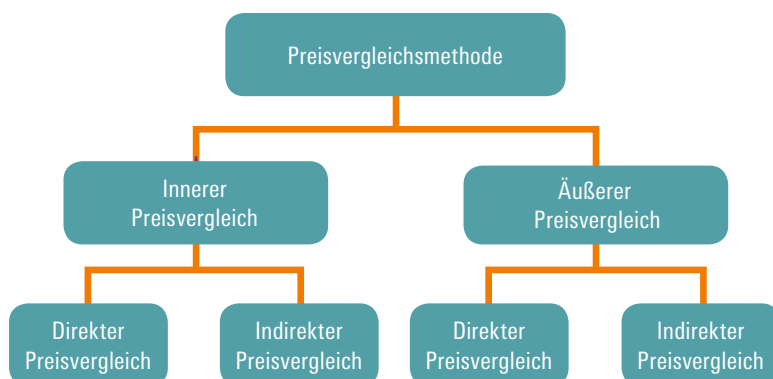 Preisvergleichsmethode
Innerer
Preisvergleich
Äußerer
Preisvergleich
Direkter
Preisvergleich
Indirekter
Preisvergleich
Direkter
Preisvergleich
Indirekter
Preisvergleich